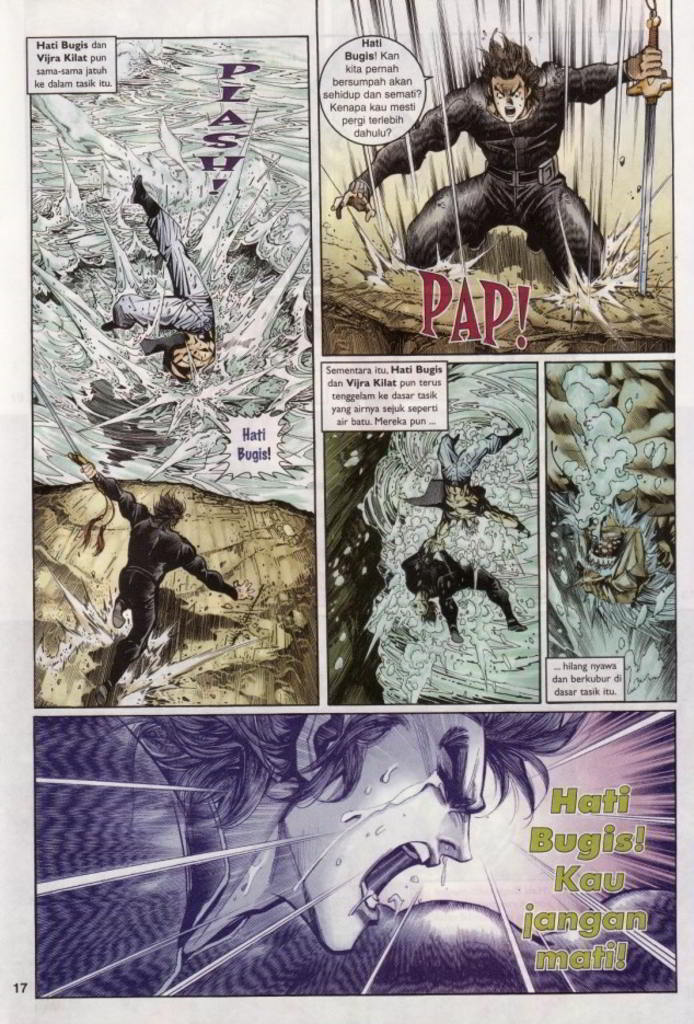 Hati Bugis dan
Vijra Kilat pun
sama-sama jatuh
ke dalam tasik itu.
PLASH!
Hati
Bugis!
Hati
Bugis! Kan
kita pernah
bersumpah akan
sehidup dan semati?
Kenapa kau mesti
pergi terlebih
dahulu?
PAP!
Sementara itu, Hati Bugis
dan Vijra Kilat pun terus
tenggelam ke dasar tasik
yang airnya sejuk seperti
air batu. Mereka pun ...
... hilang nyawa
dan berkubur di
dasar tasik itu.
Hati
Bugis!
Kau
jangan
mati!
17